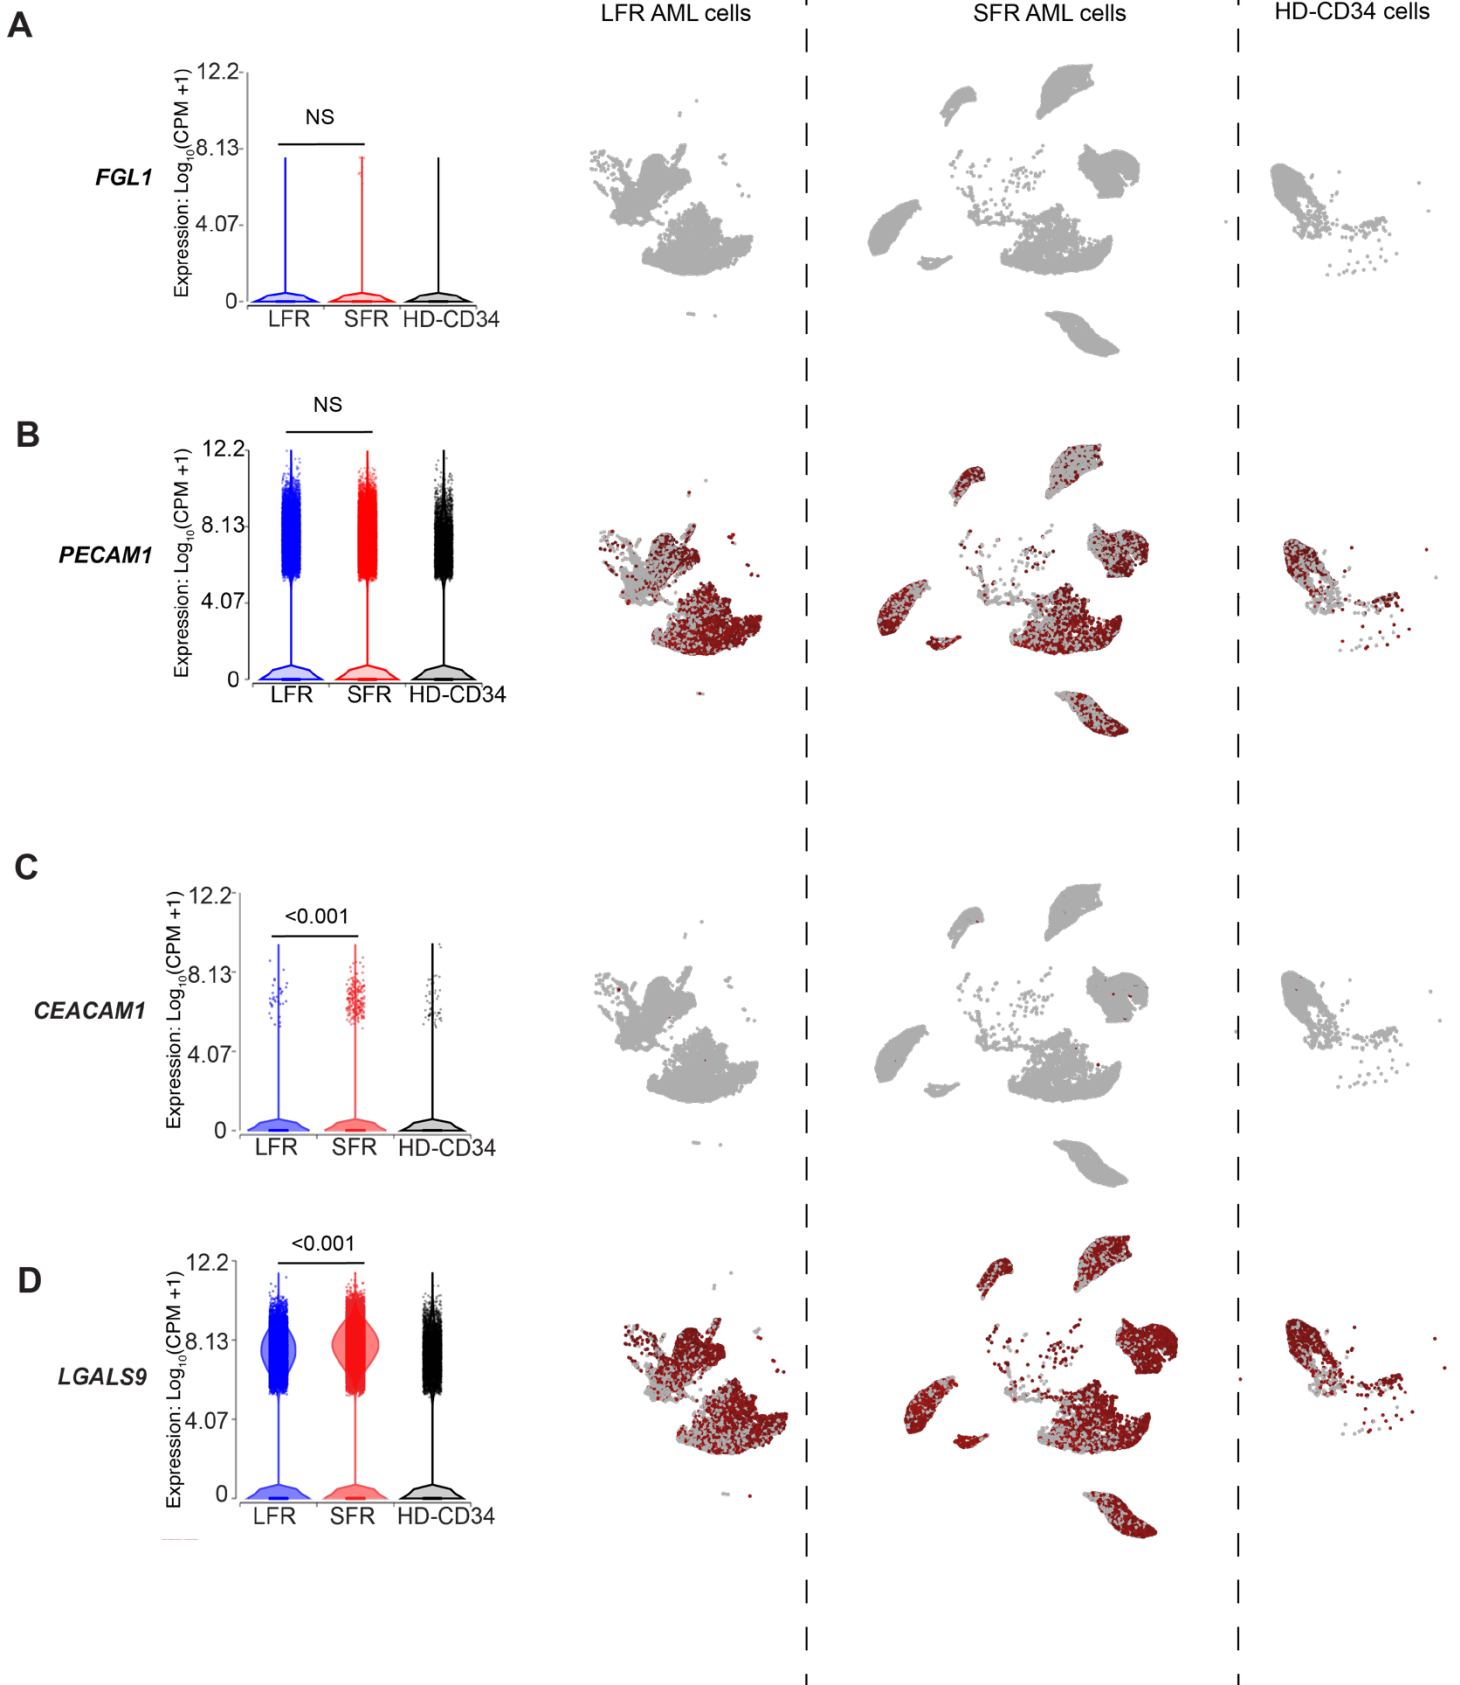 A
LFR AML cells
SFR AML cells
HD-CD34 cells
FGL1
Expression: Log10(CPM +1)
12.2
8.13
4.07
0
NS
LFR
SFR
HD-CD34
B
PECAM1
Expression: Log10(CPM +1)
12.2
8.13
4.07
0
NS
LFR
SFR
HD-CD34
C
CEACAM1
Expression: Log10(CPM +1)
12.2
8.13
4.07
0
<0.001
LFR
SFR
HD-CD34
D
LGALS9
Expression: Log10(CPM +1)
12.2
8.13
4.07
0
<0.001
LFR
SFR
HD-CD34